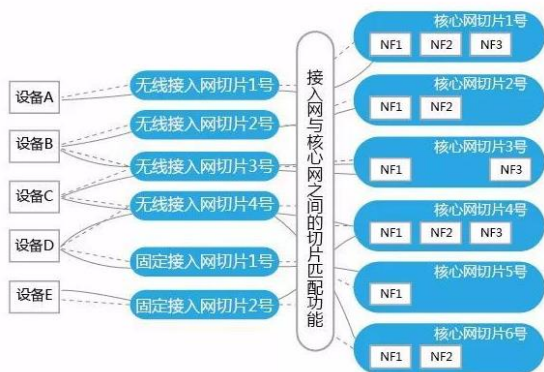 设备A
设备B
设备C
设备D
设备E
无线接入网切片1号
无线接入网切片2号
无线接入网切片3号
无线接入网切片4号
固定接入网切片1号
固定接入网切片2号
接入网与核心网之间的切片匹配功能
核心网切片1号
NF1 NF2 NF3
核心网切片2号
NF1 NF2
核心网切片3号
NF1 NF3
核心网切片4号
NF1 NF2 NF3
核心网切片5号
NF1
核心网切片6号
NF1 NF2